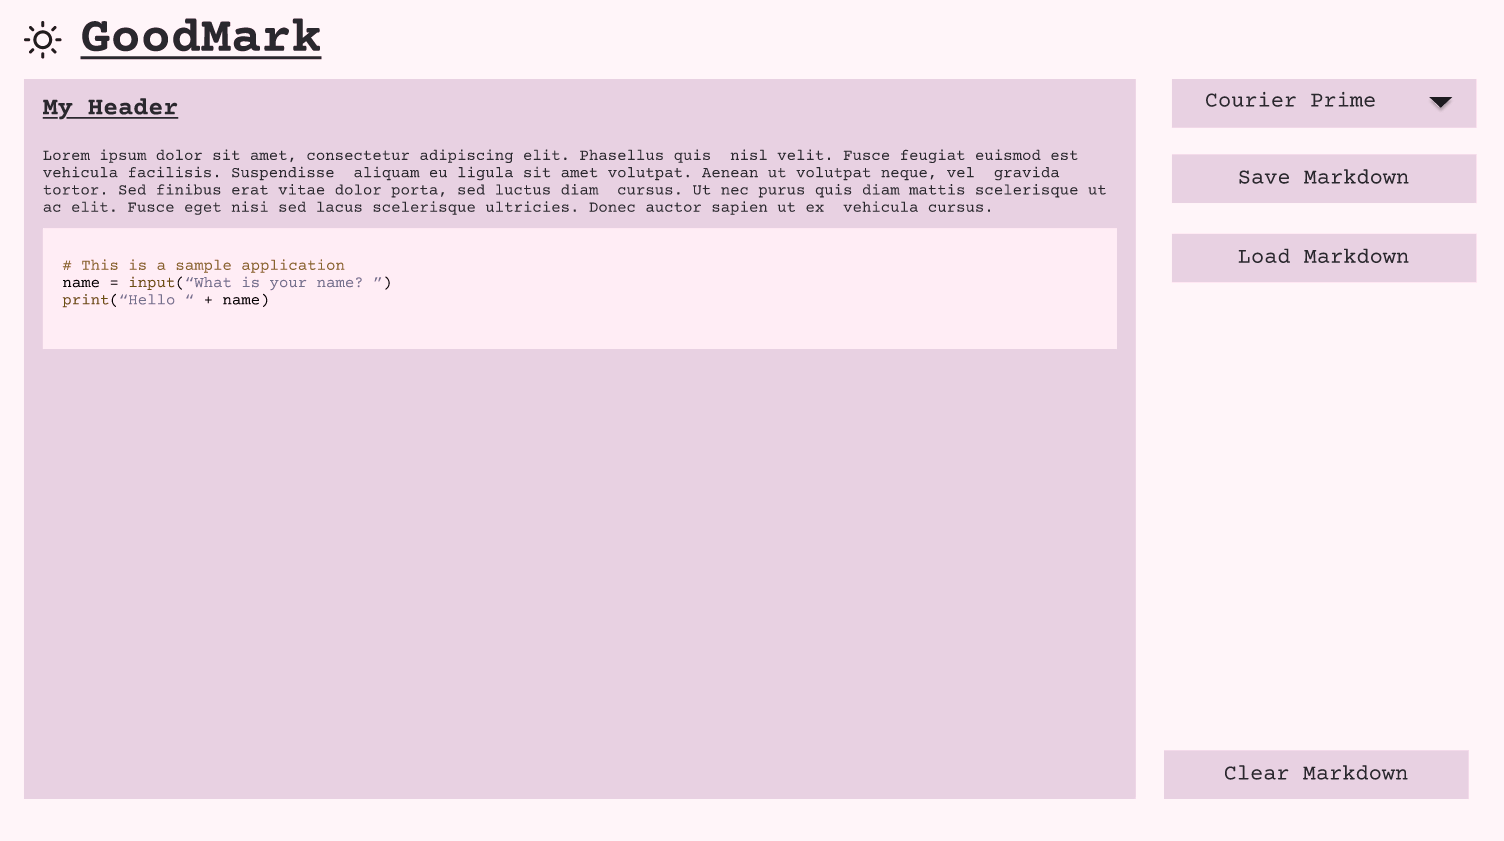 GoodMark
My Header
Lorem ipsum dolor sit amet, consectetur adipiscing elit. Phasellus quis  nisl velit. Fusce feugiat euismod est
vehicula facilisis. Suspendisse  aliquam eu ligula sit amet volutpat. Aenean ut volutpat neque, vel  gravida
tortor. Sed finibus erat vitae dolor porta, sed luctus diam  cursus. Ut nec purus quis diam mattis scelerisque ut
ac elit. Fusce eget nisi sed lacus scelerisque ultricies. Donec auctor sapien ut ex  vehicula cursus.
# This is a sample application
name = input(“What is your name? ”)
print(“Hello “ + name)
Courier Prime
Save Markdown
Load Markdown
Clear Markdown